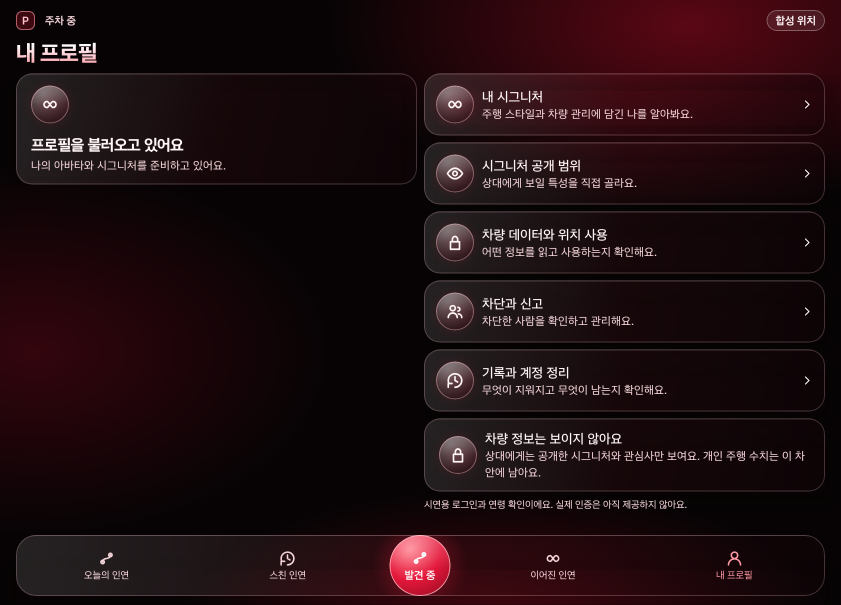 P 주차 중
합성 위치
내 프로필
프로필을 불러오고 있어요
나의 아바타와 시그니처를 준비하고 있어요.
내 시그니처
주행 스타일과 차량 관리에 담긴 나를 알아봐요.
시그니처 공개 범위
상대에게 보일 특성을 직접 골라요.
차량 데이터와 위치 사용
어떤 정보를 읽고 사용하는지 확인해요.
차단과 신고
차단한 사람을 확인하고 관리해요.
기록과 계정 정리
무엇이 지워지고 무엇이 남는지 확인해요.
차량 정보는 보이지 않아요
상대에게는 공개한 시그니처와 관심사만 보여요. 개인 주행 수치는 이 차
안에 남아요.
시연용 로그인과 연령 확인이에요. 실제 인증은 아직 제공하지 않아요.
오늘의 인연
스친 인연
발견 중
이어진 인연
내 프로필